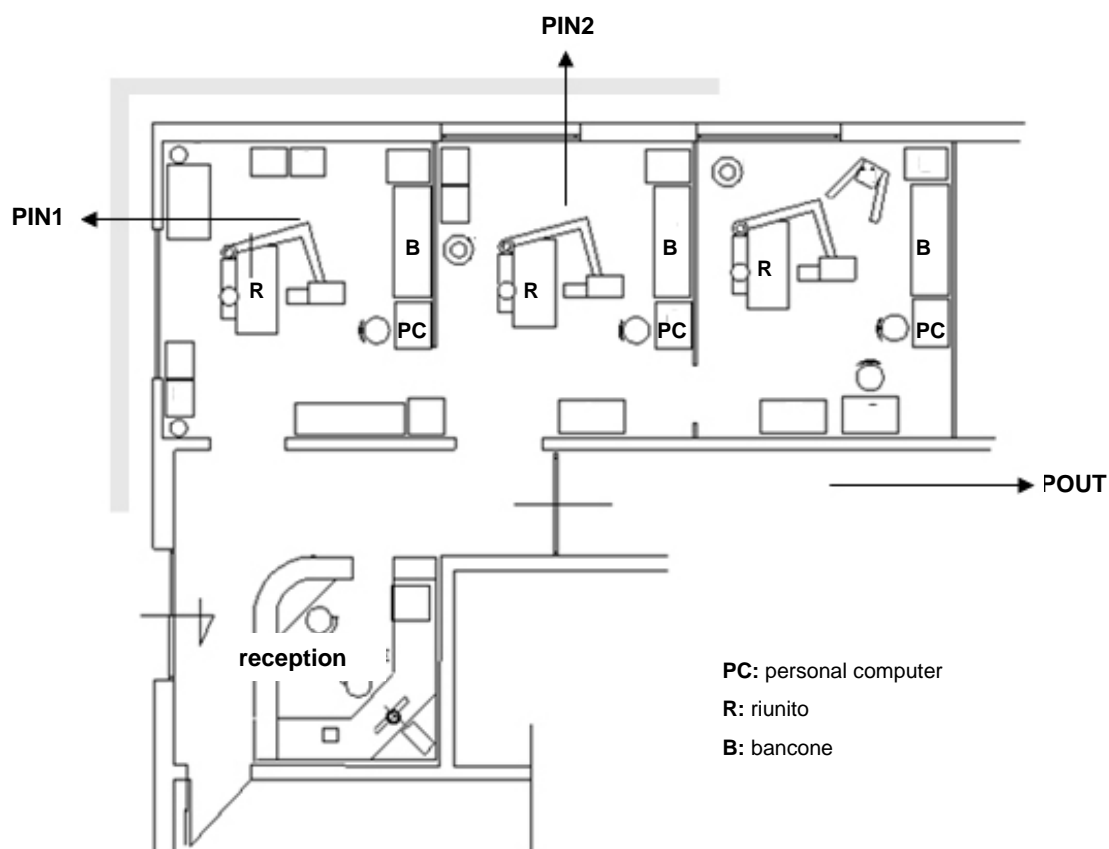 PIN2
PIN1
B
B
B
R
R
R
PC
PC
PC
POUT
reception
PC: personal computer
R: riunito
B: bancone